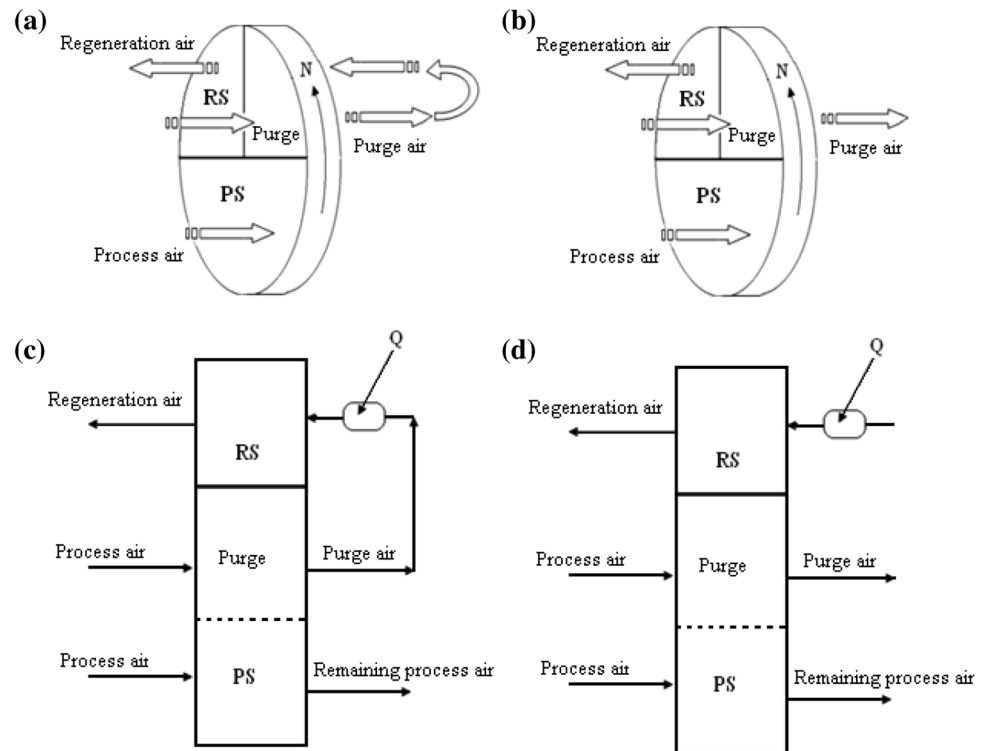 (a)
Regeneration air
RS
N
Purge
Purge air
PS
Process air
(b)
Regeneration air
RS
N
Purge
Purge air
PS
Process air
(c)
Q
Regeneration air
RS
Process air
Purge
Purge air
Process air
PS
Remaining process air
(d)
Q
Regeneration air
RS
Process air
Purge
Purge air
Process air
PS
Remaining process air